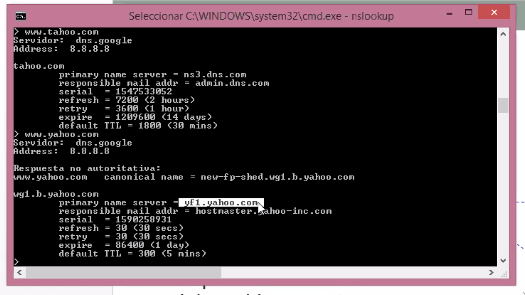 Seleccionar C:\WINDOWS\system32\cmd.exe - nslookup
> www.tahoo.com
Servidor:  dns.google
Address:  8.8.8.8
tahoo.com
primary name server = ns3.dns.com
responsible mail addr = admin.dns.com
serial  = 1547533052
refresh = 7200 (2 hours)
retry   = 3600 (1 hour)
expire  = 1209600 (14 days)
default TTL = 1800 (30 mins)
> www.yahoo.com
Servidor:  dns.google
Address:  8.8.8.8
Respuesta no autoritativa:
www.yahoo.com   canonical name = new-fp-shed.wg1.b.yahoo.com
wg1.b.yahoo.com
primary name server = yf1.yahoo.com
responsible mail addr = hostmaster.yahoo-inc.com
serial  = 1590258931
refresh = 30 (30 secs)
retry   = 30 (30 secs)
expire  = 86400 (1 day)
default TTL = 300 (5 mins)
>